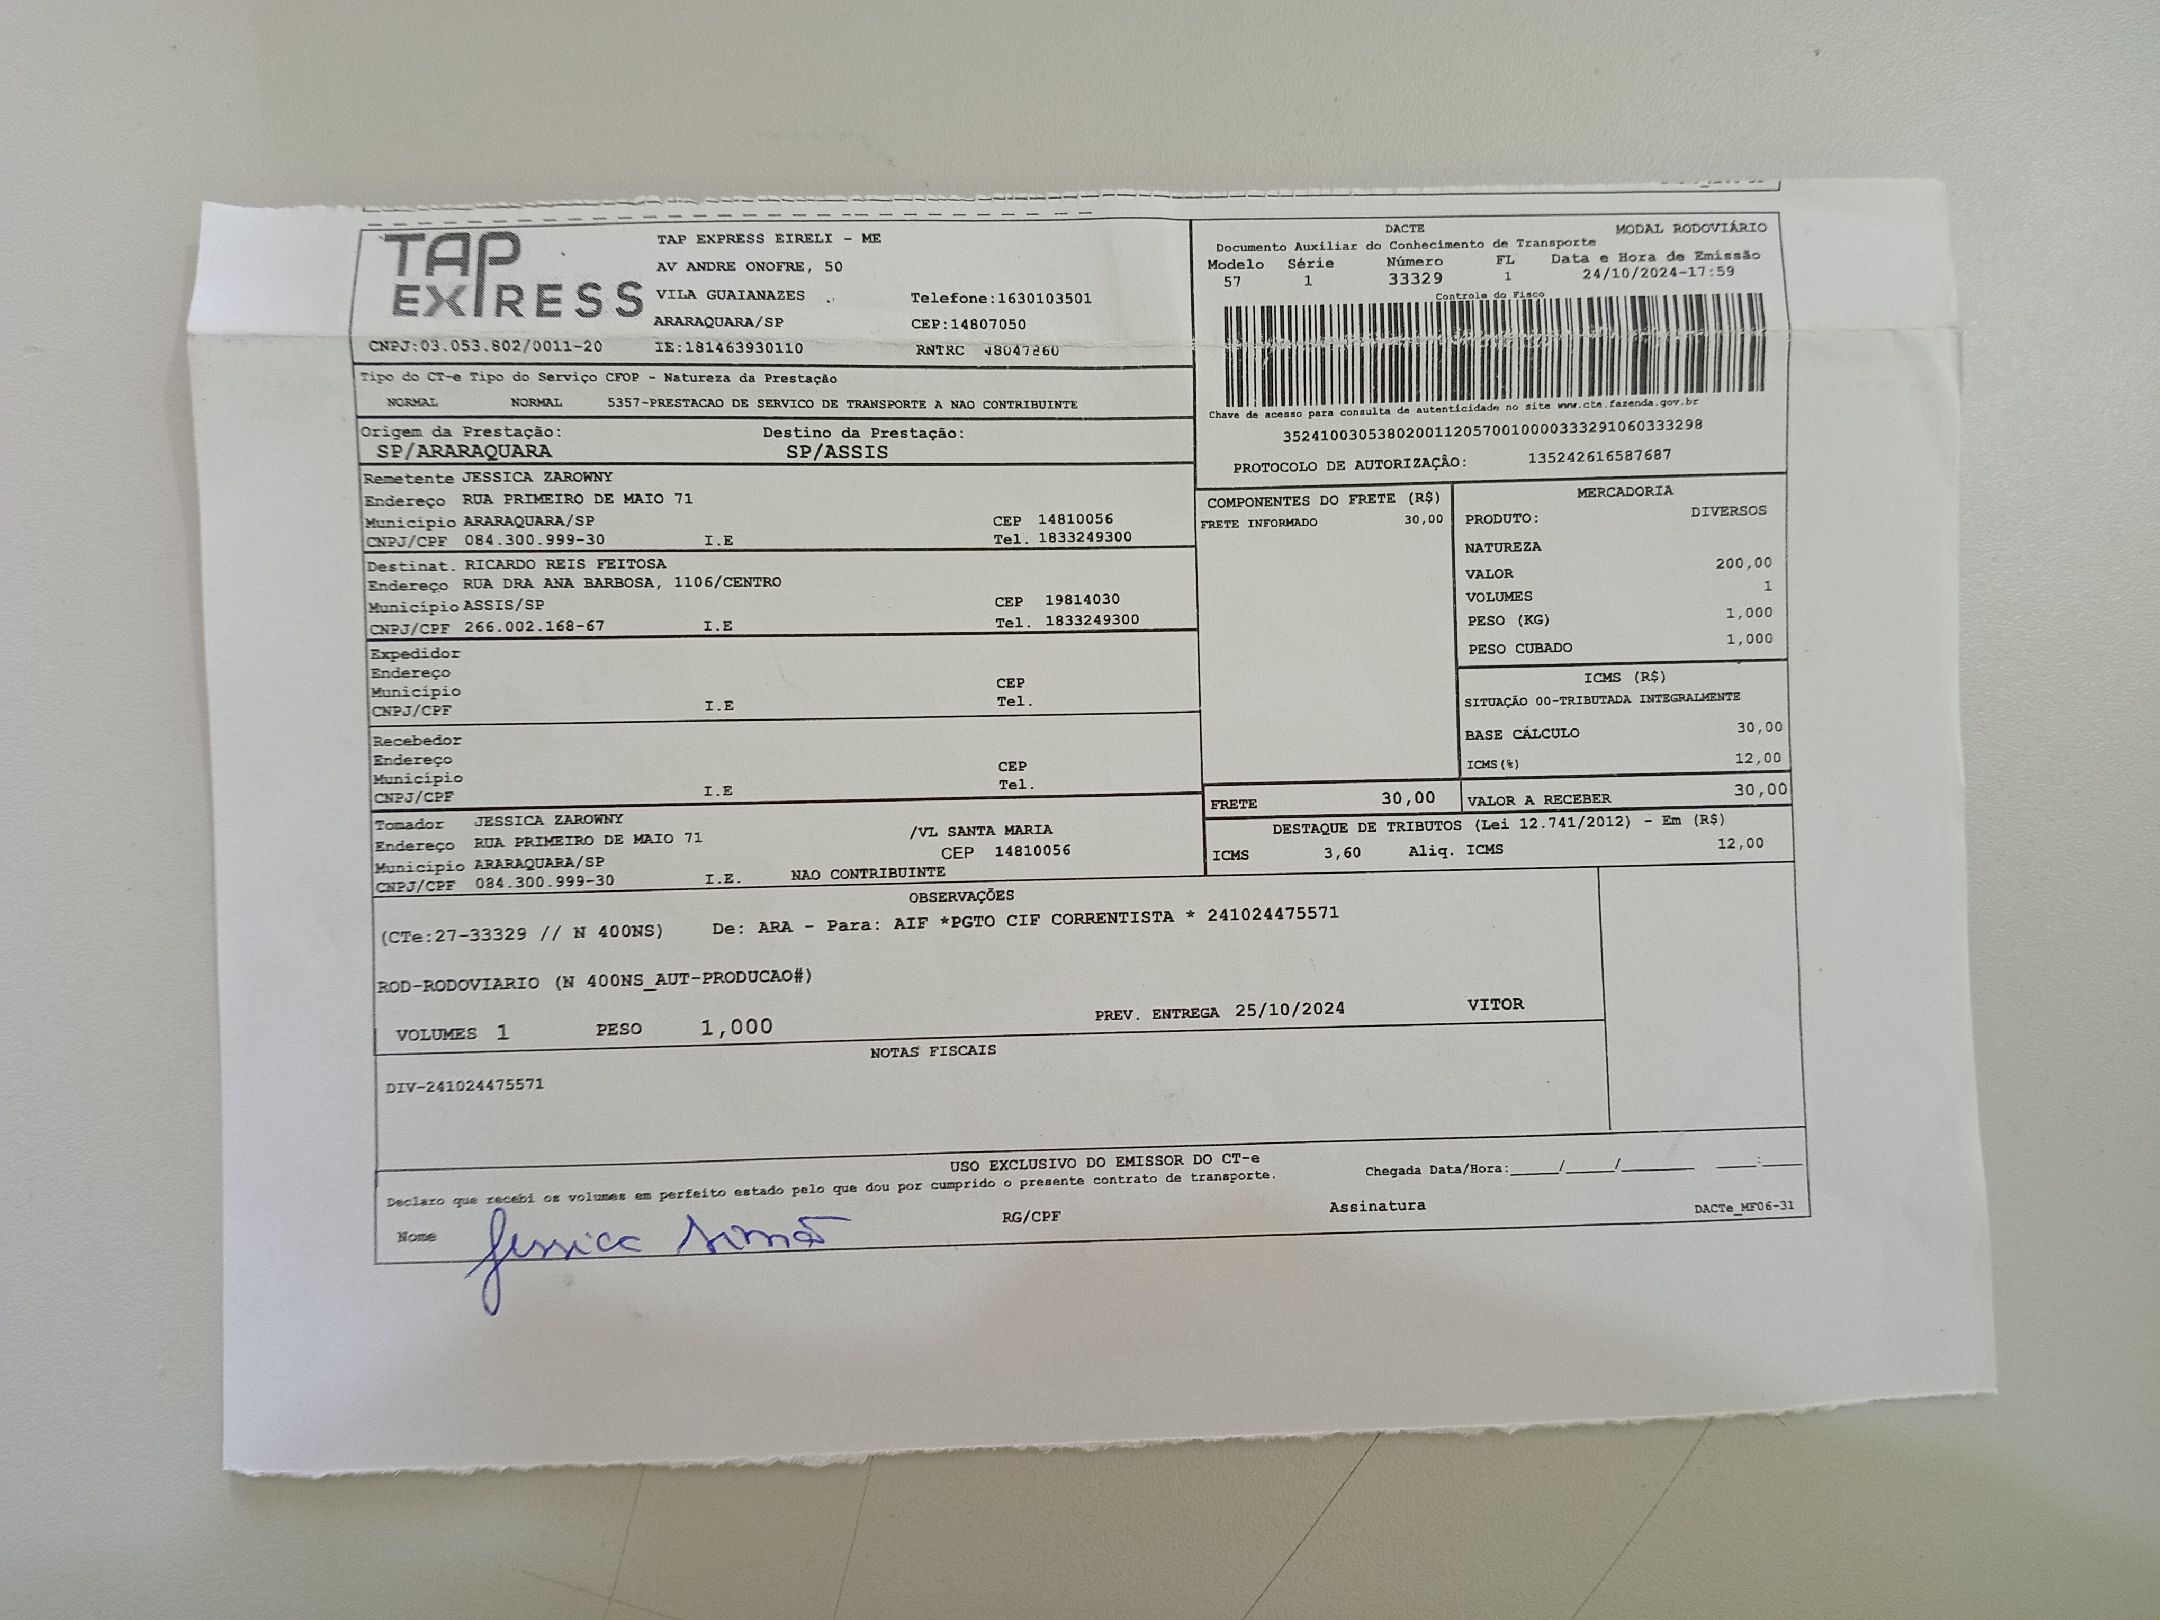 TAP EXPRESS
TAP EXPRESS EIRELI - ME
AV ANDRE ONOFRE, 50
VILA GUAIANAZES
Telefone:1630103501
ARARAQUARA/SP
CEP:14807050
CNPJ:03.053.802/0011-20
IE:181463930110
RNTRC
DACTE
MODAL RODOVIÁRIO
Documento Auxiliar do Conhecimento de Transporte
Modelo Série Número FL Data e Hora de Emissão
57 1 33329 1 24/10/2024-17:59
Controle do Fisco
Chave de acesso para consulta de autenticidade no site www.cte.fazenda.gov.br
35241003053802001120570010000333291060333298
PROTOCOLO DE AUTORIZAÇÂO: 135242616587687
Tipo do CT-e Tipo do Serviço CFOP - Natureza da Prestação
NORMAL NORMAL 5357-PRESTACAO DE SERVICO DE TRANSPORTE A NAO CONTRIBUINTE
Origem da Prestação: Destino da Prestação:
SP/ARARAQUARA SP/ASSIS
Remetente JESSICA ZAROWNY
Endereço RUA PRIMEIRO DE MAIO 71
Município ARARAQUARA/SP CEP 14810056
CNPJ/CPF 084.300.999-30 I.E Tel. 1833249300
Destinat. RICARDO REIS FEITOSA
Endereço RUA DRA ANA BARBOSA, 1106/CENTRO
Município ASSIS/SP CEP 19814030
CNPJ/CPF 266.002.168-67 I.E Tel. 1833249300
Expedidor
Endereço
Município CEP
CNPJ/CPF I.E Tel.
Recebedor
Endereço
Município CEP
CNPJ/CPF I.E Tel.
Tomador JESSICA ZAROWNY
Endereço RUA PRIMEIRO DE MAIO 71 /VL SANTA MARIA
Município ARARAQUARA/SP CEP 14810056
CNPJ/CPF 084.300.999-30 I.E. NAO CONTRIBUINTE
COMPONENTES DO FRETE (R$)
FRETE INFORMADO 30,00
MERCADORIA
PRODUTO: DIVERSOS
NATUREZA
VALOR 200,00
VOLUMES 1
PESO (KG) 1,000
PESO CUBADO 1,000
ICMS (R$)
SITUAÇÃO 00-TRIBUTADA INTEGRALMENTE
BASE CÁLCULO 30,00
ICMS(%) 12,00
FRETE 30,00 VALOR A RECEBER 30,00
DESTAQUE DE TRIBUTOS (Lei 12.741/2012) - Em (R$)
ICMS 3,60 Aliq. ICMS 12,00
OBSERVAÇÕES
(CTe:27-33329 // N 400NS) De: ARA - Para: AIF *PGTO CIF CORRENTISTA * 241024475571
ROD-RODOVIARIO (N 400NS_AUT-PRODUCAO#)
VOLUMES 1 PESO 1,000 PREV. ENTREGA 25/10/2024 VITOR
NOTAS FISCAIS
DIV-241024475571
USO EXCLUSIVO DO EMISSOR DO CT-e
Declaro que recebi os volumes em perfeito estado pelo que dou por cumprido o presente contrato de transporte.
Chegada Data/Hora:_____/_____/_______ ____:____
Nome Jessica Simão RG/CPF Assinatura DACTe_MF06-31